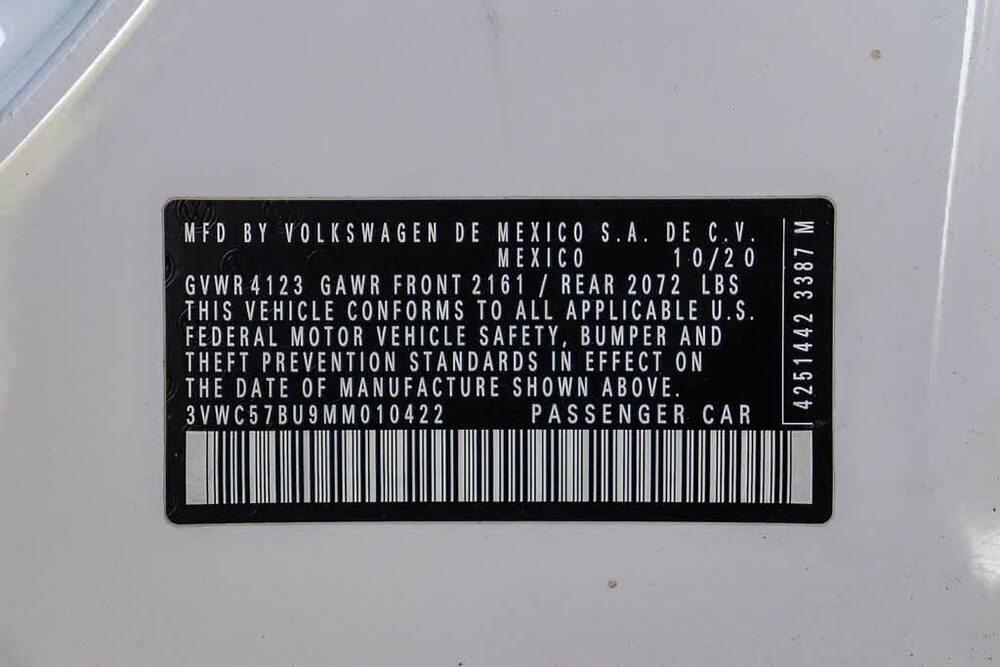 MFD BY VOLKSWAGEN DE MEXICO S.A. DE C.V.
MEXICO 10/20
GVWR 4123 GAWR FRONT 2161 / REAR 2072 LBS
THIS VEHICLE CONFORMS TO ALL APPLICABLE U.S.
FEDERAL MOTOR VEHICLE SAFETY, BUMPER AND
THEFT PREVENTION STANDARDS IN EFFECT ON
THE DATE OF MANUFACTURE SHOWN ABOVE.
3VWC57BU9MM010422 PASSENGER CAR
4251442 3387 M